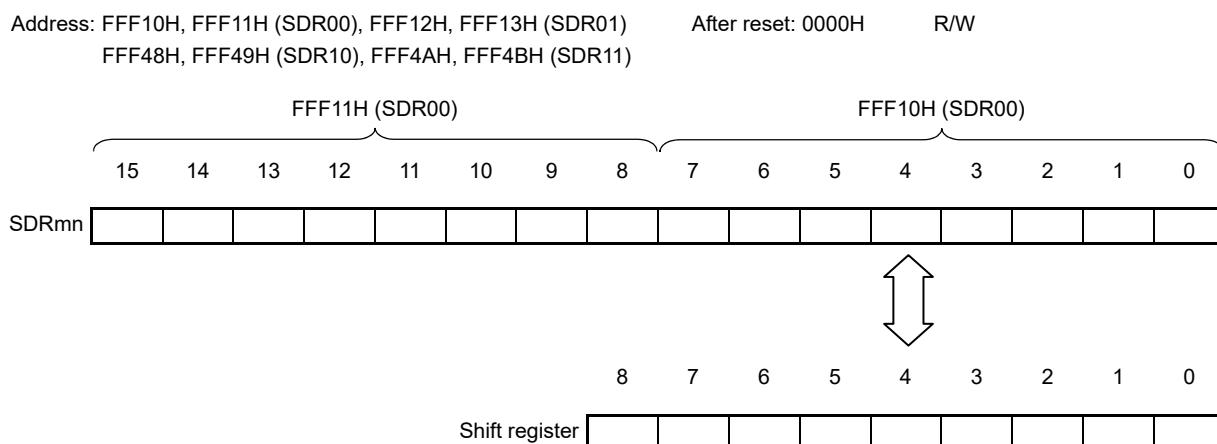 Address: FFF10H, FFF11H (SDR00), FFF12H, FFF13H (SDR01) After reset: 0000H R/W
FFF48H, FFF49H (SDR10), FFF4AH, FFF4BH (SDR11)
FFF11H (SDR00) FFF10H (SDR00)
15 14 13 12 11 10 9 8 7 6 5 4 3 2 1 0
SDRmn
8 7 6 5 4 3 2 1 0
Shift register